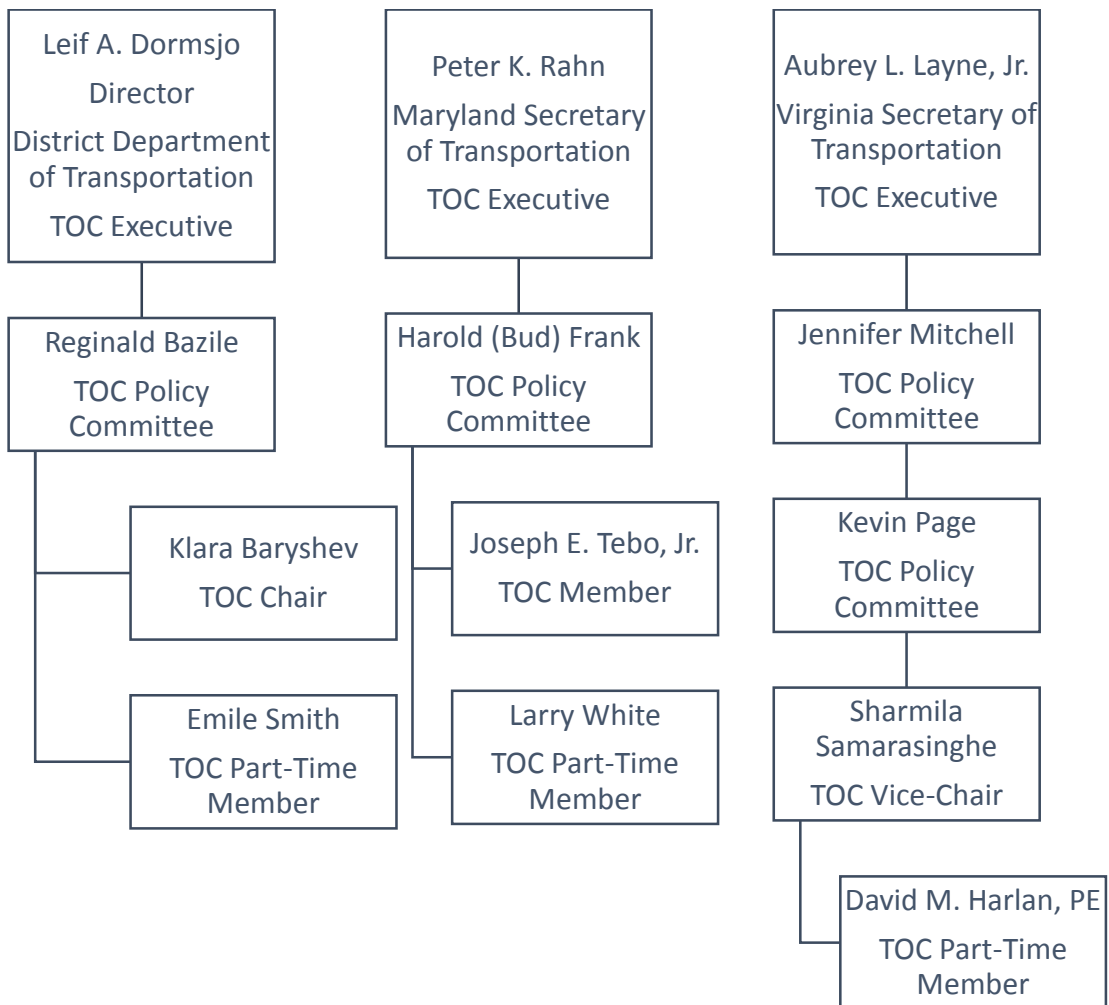 Leif A. Dormsjo
Director
District Department
of Transportation
TOC Executive
Reginald Bazile
TOC Policy
Committee
Klara Baryshev
TOC Chair
Emile Smith
TOC Part-Time
Member
Peter K. Rahn
Maryland Secretary
of Transportation
TOC Executive
Harold (Bud) Frank
TOC Policy
Committee
Joseph E. Tebo, Jr.
TOC Member
Larry White
TOC Part-Time
Member
Aubrey L. Layne, Jr.
Virginia Secretary of
Transportation
TOC Executive
Jennifer Mitchell
TOC Policy
Committee
Kevin Page
TOC Policy
Committee
Sharmila
Samarasinghe
TOC Vice-Chair
David M. Harlan, PE
TOC Part-Time
Member